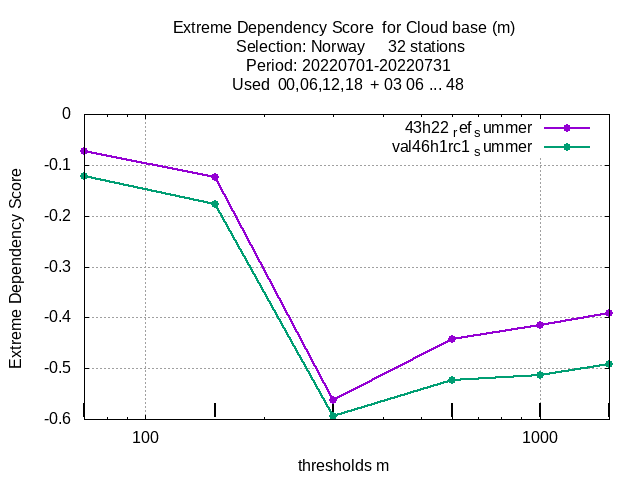 Extreme Dependency Score  for Cloud base (m)
Selection: Norway     32 stations
Period: 20220701-20220731
Used  00,06,12,18  + 03 06 ... 48
43h22 ref summer
val46h1rc1 summer
Extreme Dependency Score
0
-0.1
-0.2
-0.3
-0.4
-0.5
-0.6
100
1000
thresholds m